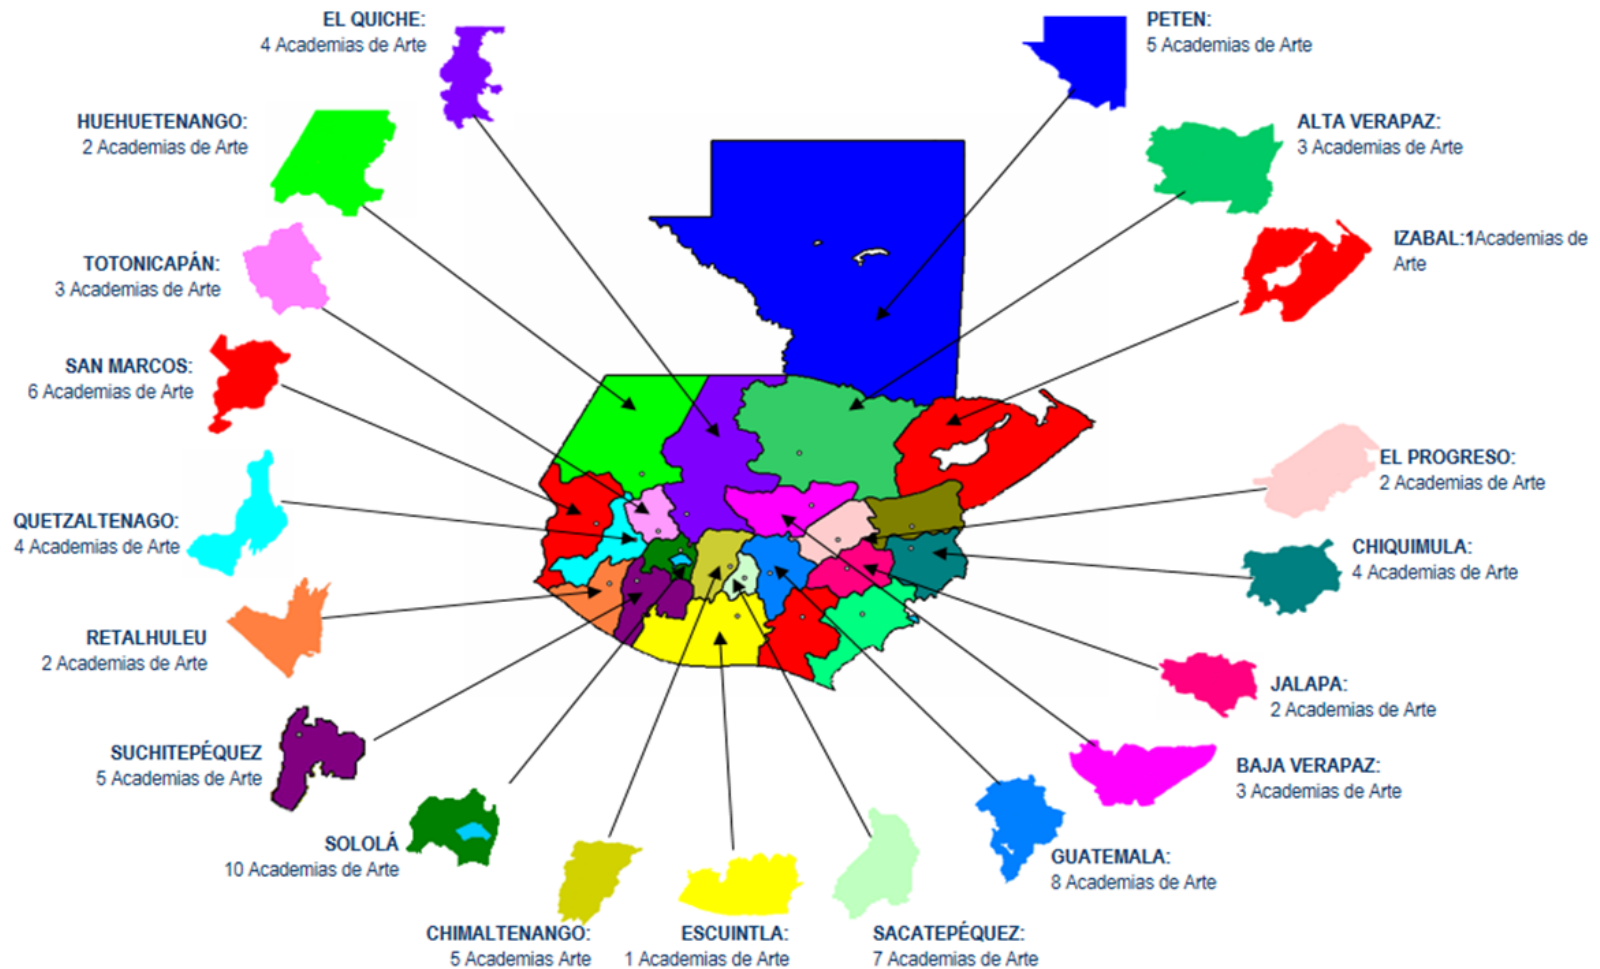 EL QUICHE:
4 Academias de Arte
PETEN:
5 Academias de Arte
HUEHUETENANGO:
2 Academias de Arte
ALTA VERAPAZ:
3 Academias de Arte
TOTONICAPÁN:
3 Academias de Arte
IZABAL:1Academias de
Arte
SAN MARCOS:
6 Academias de Arte
EL PROGRESO:
2 Academias de Arte
QUETZALTENAGO:
4 Academias de Arte
CHIQUIMULA:
4 Academias de Arte
RETALHULEU
2 Academias de Arte
JALAPA:
2 Academias de Arte
SUCHITEPÉQUEZ
5 Academias de Arte
BAJA VERAPAZ:
3 Academias de Arte
SOLOLÁ
10 Academias de Arte
GUATEMALA:
8 Academias de Arte
CHIMALTENANGO:
5 Academias Arte
ESCUINTLA:
1 Academias de Arte
SACATEPÉQUEZ:
7 Academias de Arte